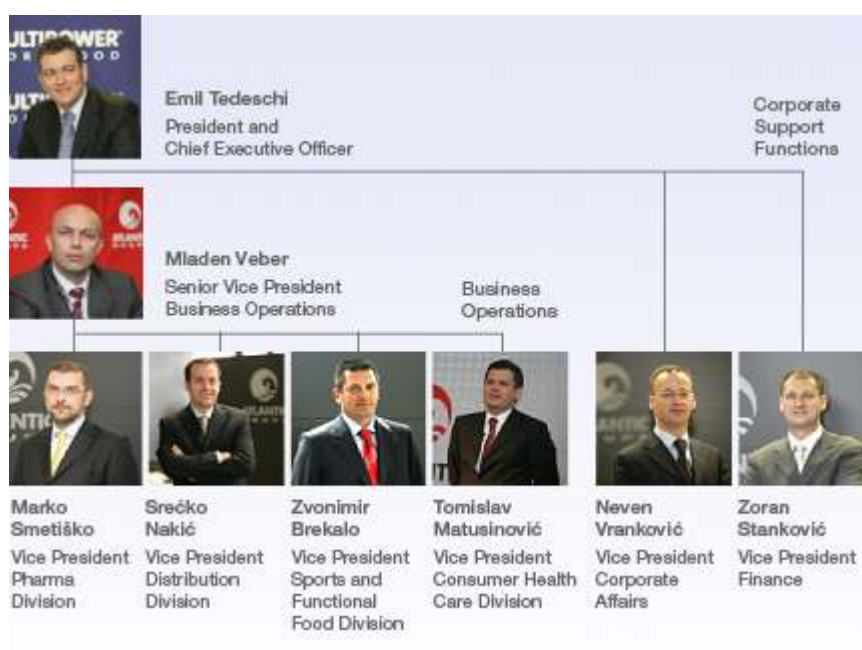 ULTIPOWER
Emil Tedeschi
President and
Chief Executive Officer
Corporate
Support
Functions
Mladen Veber
Senior Vice President
Business Operations
Business
Operations
Marko
Smetiško
Vice President
Pharma
Division
Srećko
Nakić
Vice President
Distribution
Division
Zvonimir
Brekalo
Vice President
Sports and
Functional
Food Division
Tomislav
Matusinović
Vice President
Consumer Health
Care Division
Neven
Vranković
Vice President
Corporate
Affairs
Zoran
Stanković
Vice President
Finance